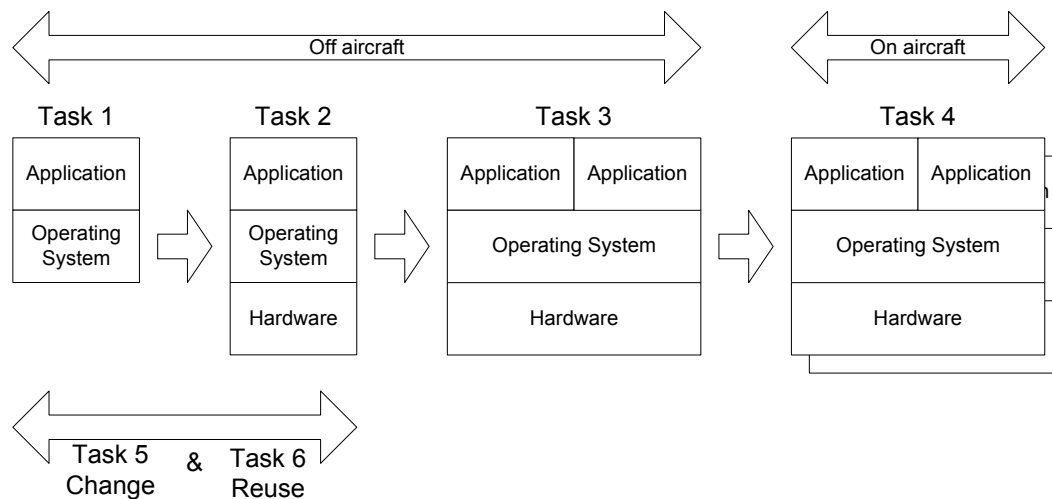 Off aircraft
On aircraft
Task 1
Task 2
Task 3
Task 4
Application
Application
Application
Application
Application
Application
Operating
System
Operating
System
Operating System
Operating System
Hardware
Hardware
Hardware
Task 5
Change
&
Task 6
Reuse